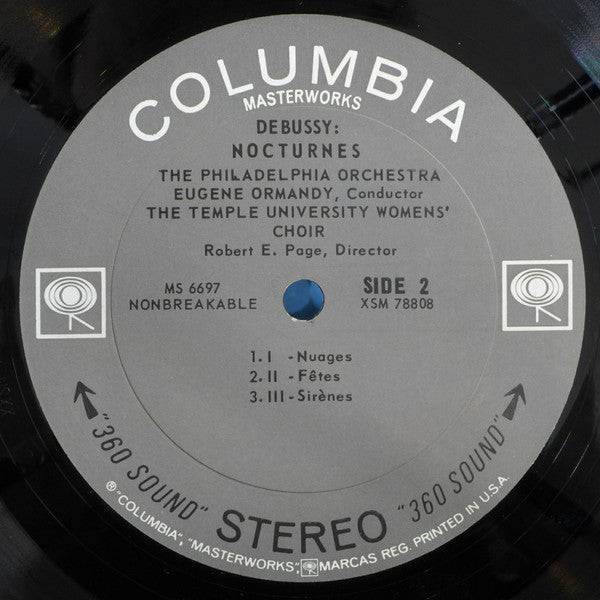 COLUMBIA
MASTERWORKS
DEBUSSY:
NOCTURNES
THE PHILADELPHIA ORCHESTRA
EUGENE ORMANDY, Conductor
THE TEMPLE UNIVERSITY WOMENS'
CHOIR
Robert E. Page, Director
MS 6697
NONBREAKABLE
SIDE 2
XSM 78808
1. I - Nuages
2. II - Fêtes
3. III - Sirènes
"360 SOUND" STEREO "360 SOUND"
® "COLUMBIA", "MASTERWORKS", MARCAS REG. PRINTED IN U.S.A.